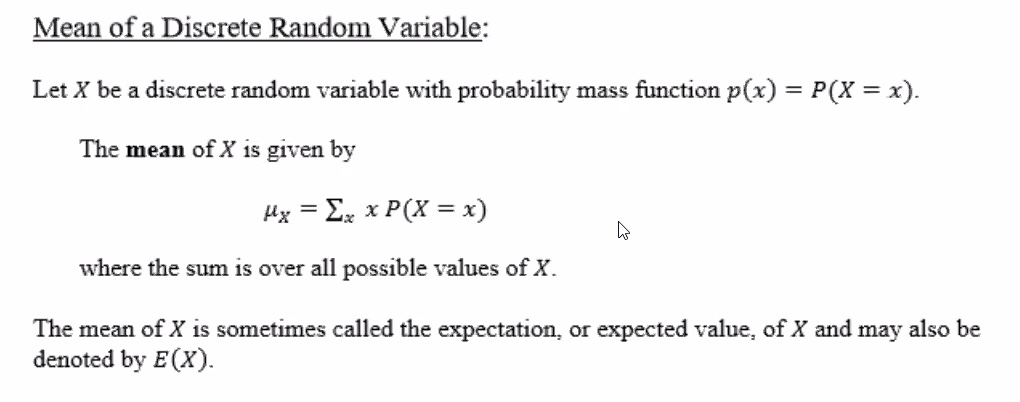 Mean of a Discrete Random Variable:
Let X be a discrete random variable with probability mass function p(x) = P(X = x).
The mean of X is given by
μ_X = Σ_x x P(X = x)
where the sum is over all possible values of X.
The mean of X is sometimes called the expectation, or expected value, of X and may also be
denoted by E(X).